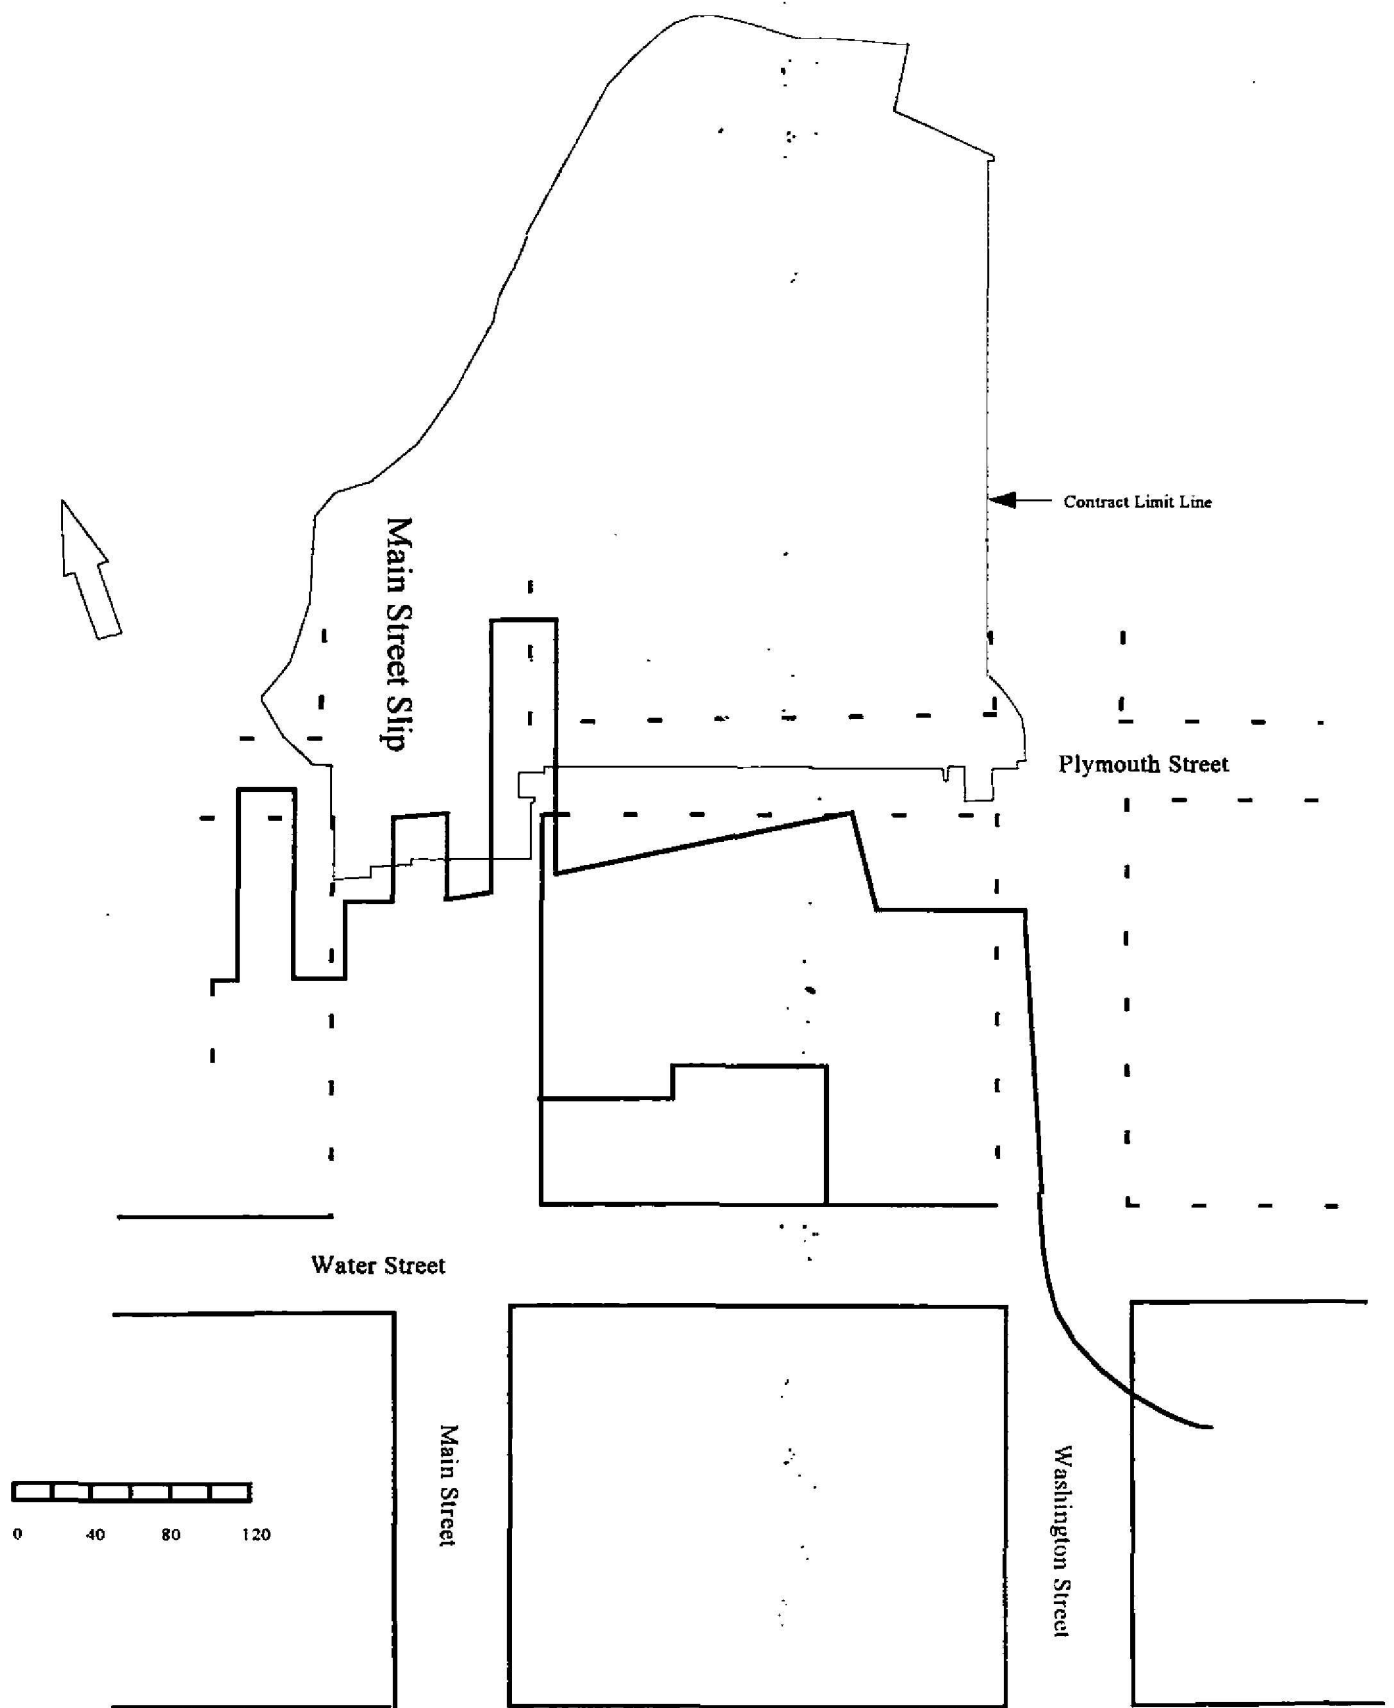 Contract Limit Line
Main Street Slip
Plymouth Street
Water Street
Main Street
Washington Street
0 40 80 120